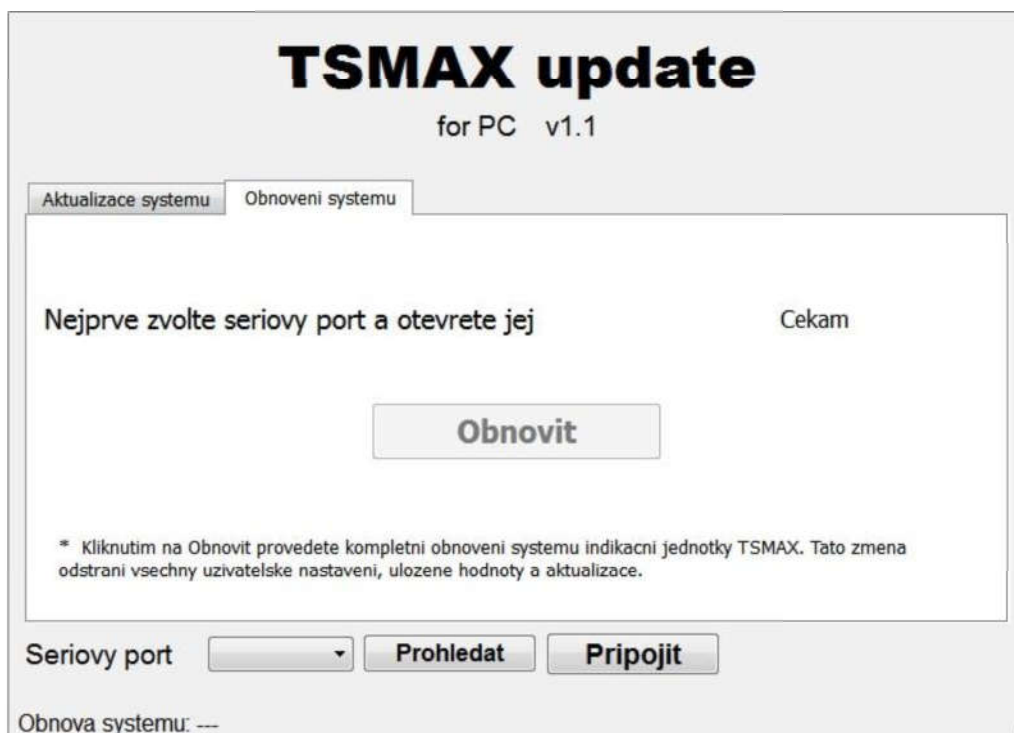 TSMAX update
for PC v1.1
Aktualizace systemu
Obnoveni systemu
Nejprve zvolte seriovy port a otevrete jej
Cekam
Obnovit
* Kliknutim na Obnovit provedete kompletni obnoveni systemu indikacni jednotky TSMAX. Tato zmena
odstrani vsechny uzivatelske nastaveni, ulozene hodnoty a aktualizace.
Seriovy port
Prohledat
Pripojit
Obnova systemu: ---